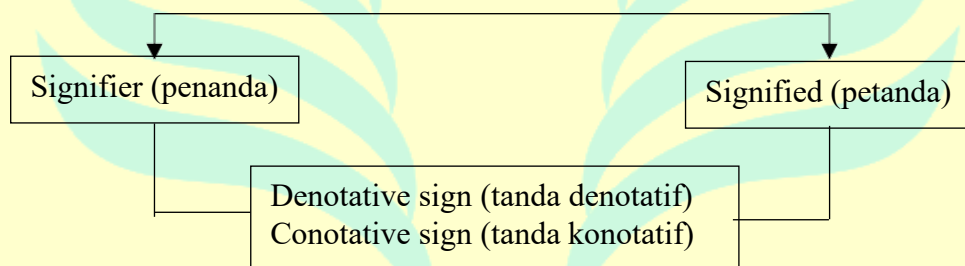 Signifier (penanda)
Signified (petanda)
Denotative sign (tanda denotatif)
Conotative sign (tanda konotatif)